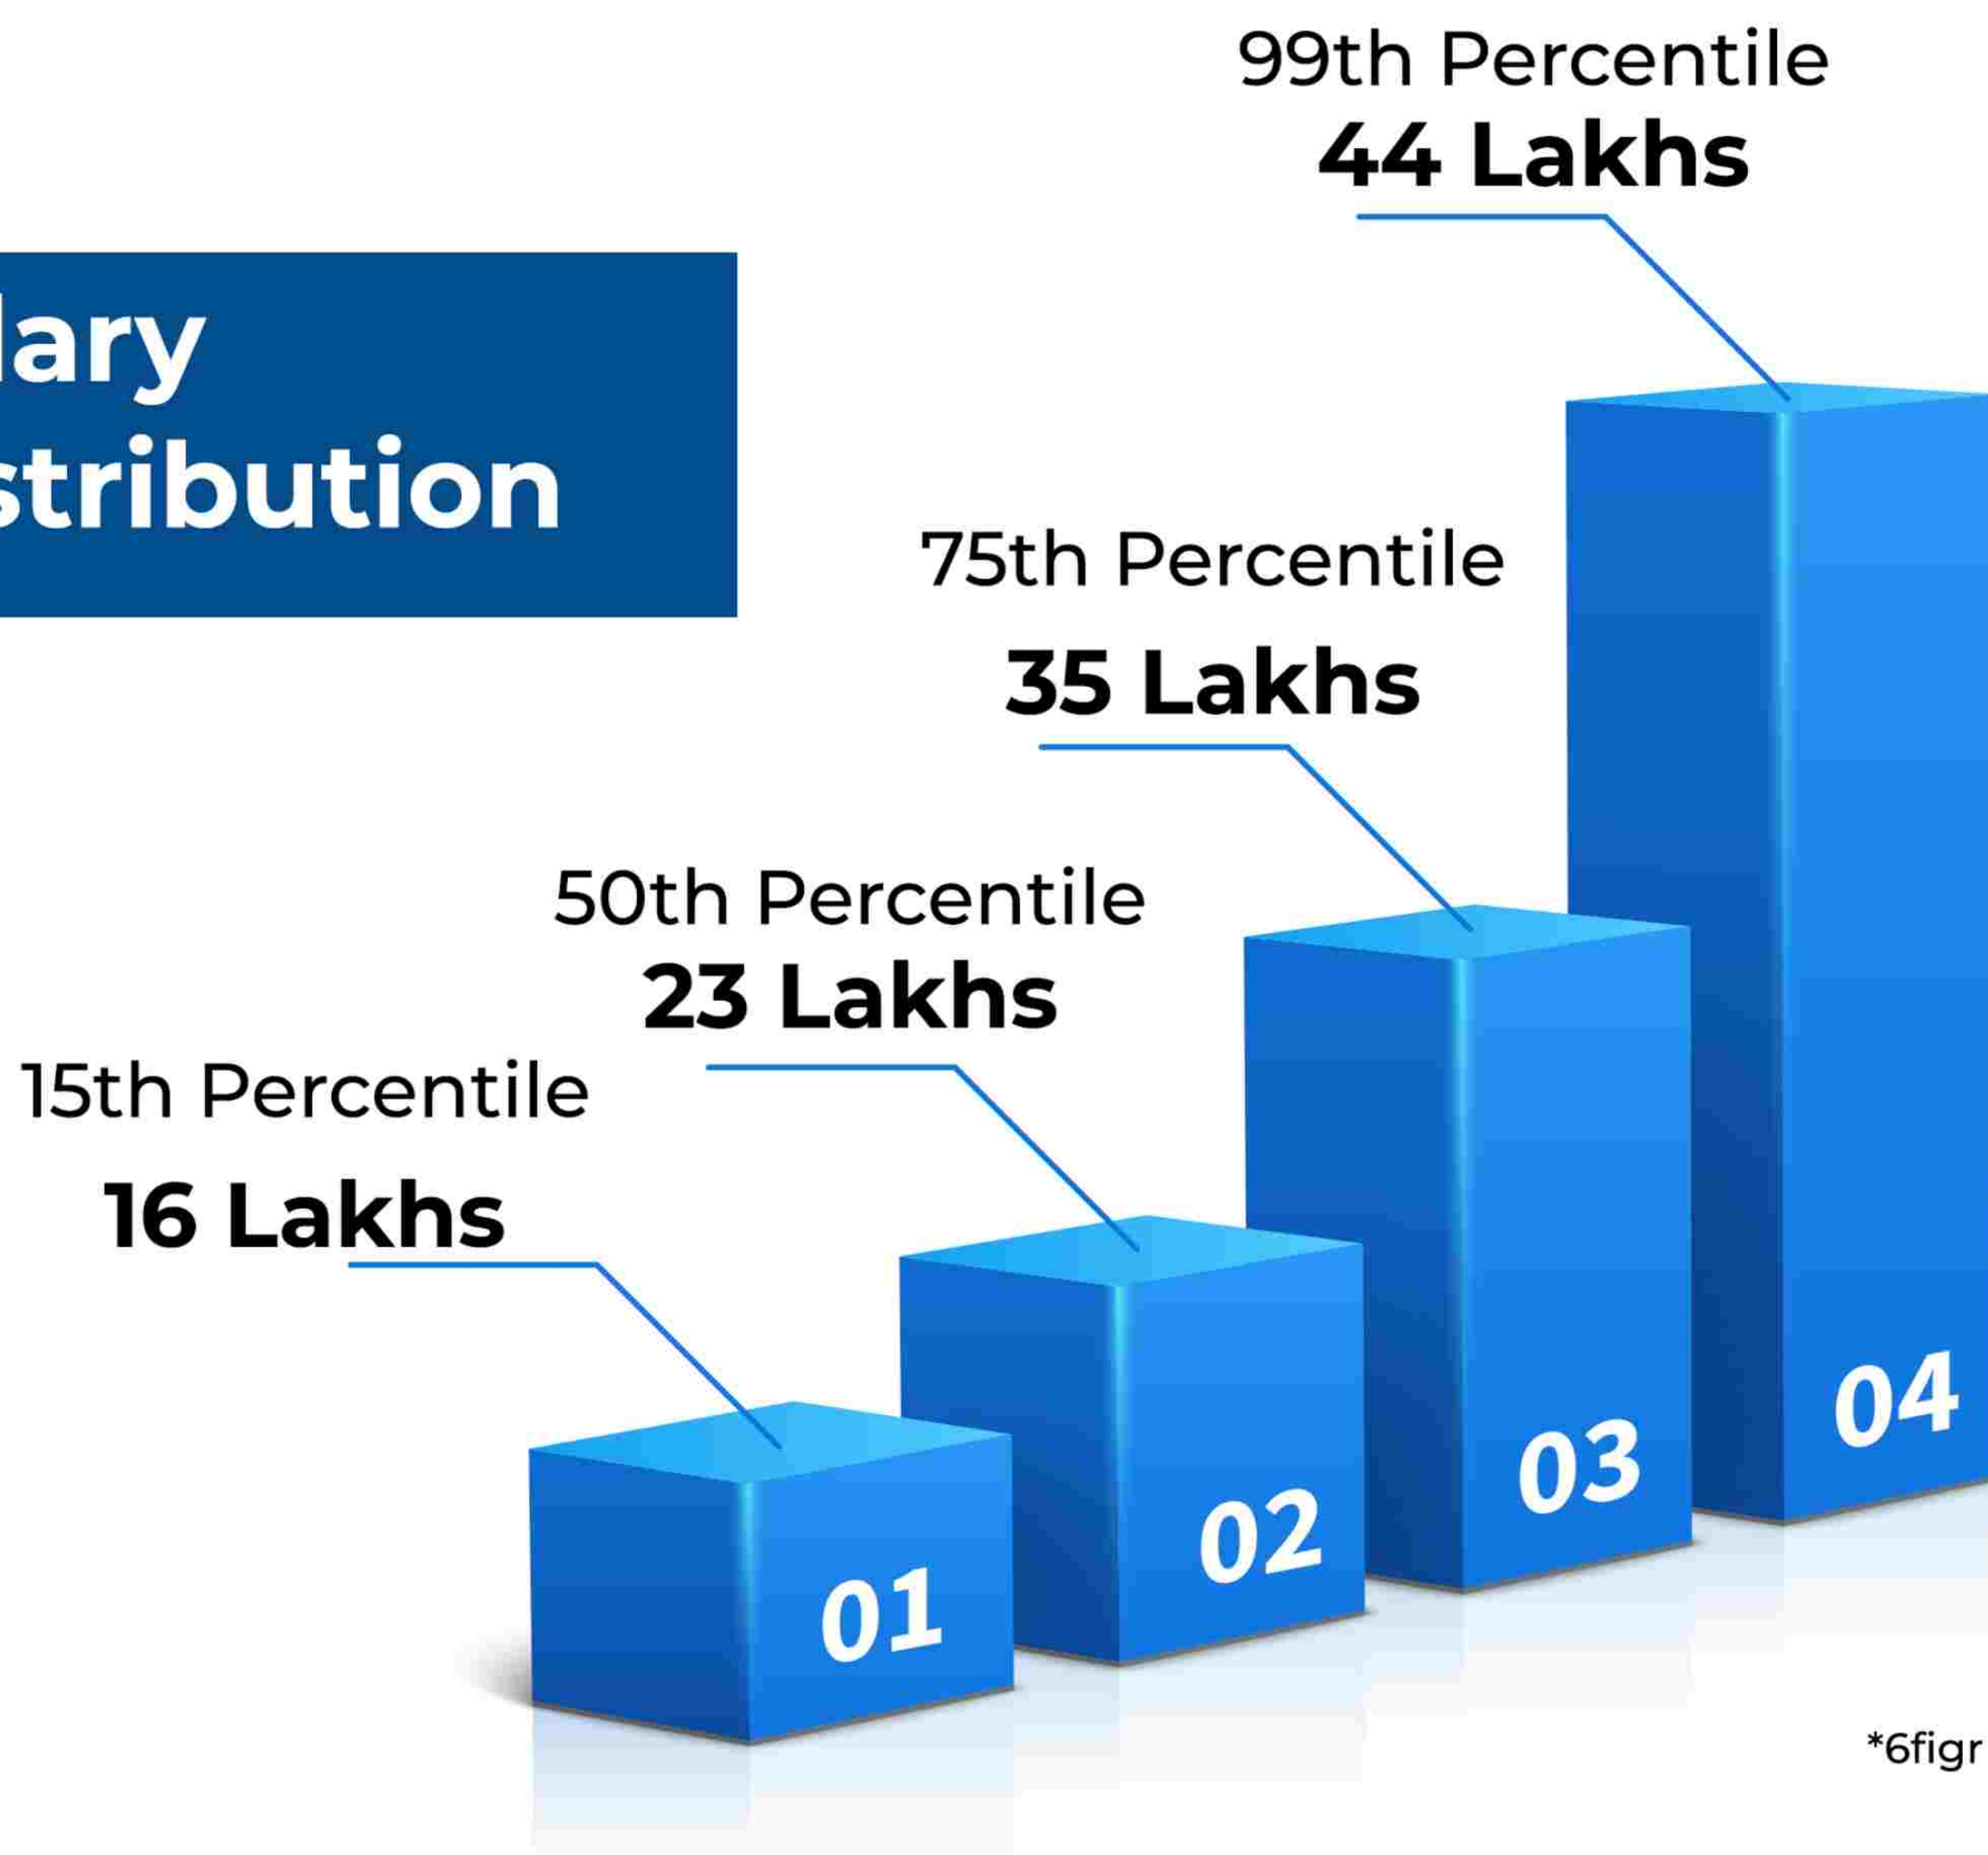 lary
stribution
99th Percentile
44 Lakhs
75th Percentile
35 Lakhs
50th Percentile
23 Lakhs
15th Percentile
16 Lakhs
01
02
03
04
*6figr